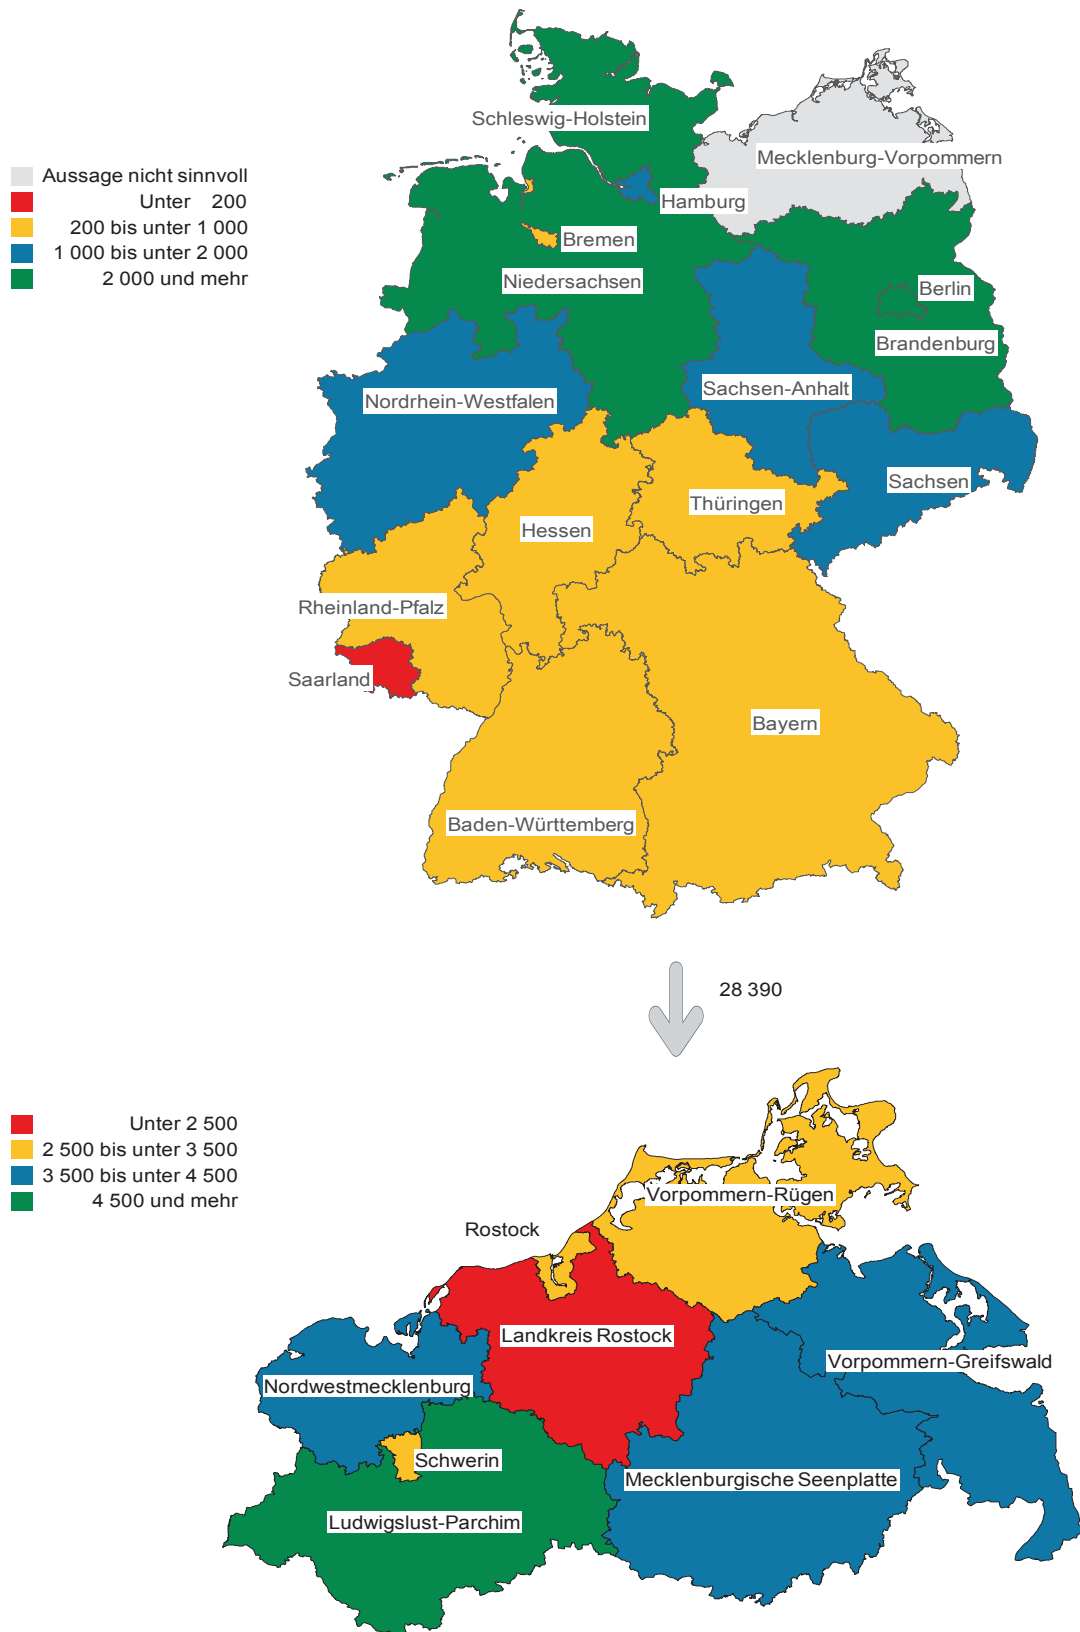 Schleswig-Holstein
Mecklenburg-Vorpommern
Aussage nicht sinnvoll
Unter 200
200 bis unter 1 000
1 000 bis unter 2 000
2 000 und mehr
Hamburg
Bremen
Niedersachsen
Berlin
Brandenburg
Nordrhein-Westfalen
Sachsen-Anhalt
Sachsen
Thüringen
Hessen
Rheinland-Pfalz
Saarland
Bayern
Baden-Württemberg
28 390
Unter 2 500
2 500 bis unter 3 500
3 500 bis unter 4 500
4 500 und mehr
Vorpommern-Rügen
Rostock
Landkreis Rostock
Vorpommern-Greifswald
Nordwestmecklenburg
Schwerin
Mecklenburgische Seenplatte
Ludwigslust-Parchim